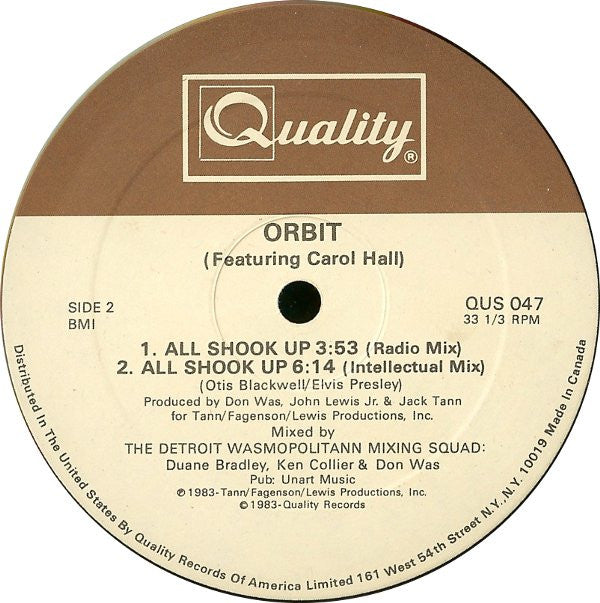 Quality®
ORBIT
(Featuring Carol Hall)
SIDE 2
BMI
QUS 047
33 1/3 RPM
1. ALL SHOOK UP 3:53 (Radio Mix)
2. ALL SHOOK UP 6:14 (Intellectual Mix)
(Otis Blackwell/Elvis Presley)
Produced by Don Was, John Lewis Jr. & Jack Tann
for Tann/Fagenson/Lewis Productions, Inc.
Mixed by
THE DETROIT WASMOPOLITANN MIXING SQUAD:
Duane Bradley, Ken Collier & Don Was
Pub: Unart Music
℗ 1983-Tann/Fagenson/Lewis Productions, Inc.
© 1983-Quality Records
Distributed In The United States By Quality Records Of America Limited 161 West 54th Street N.Y., N.Y. 10019 Made In Canada